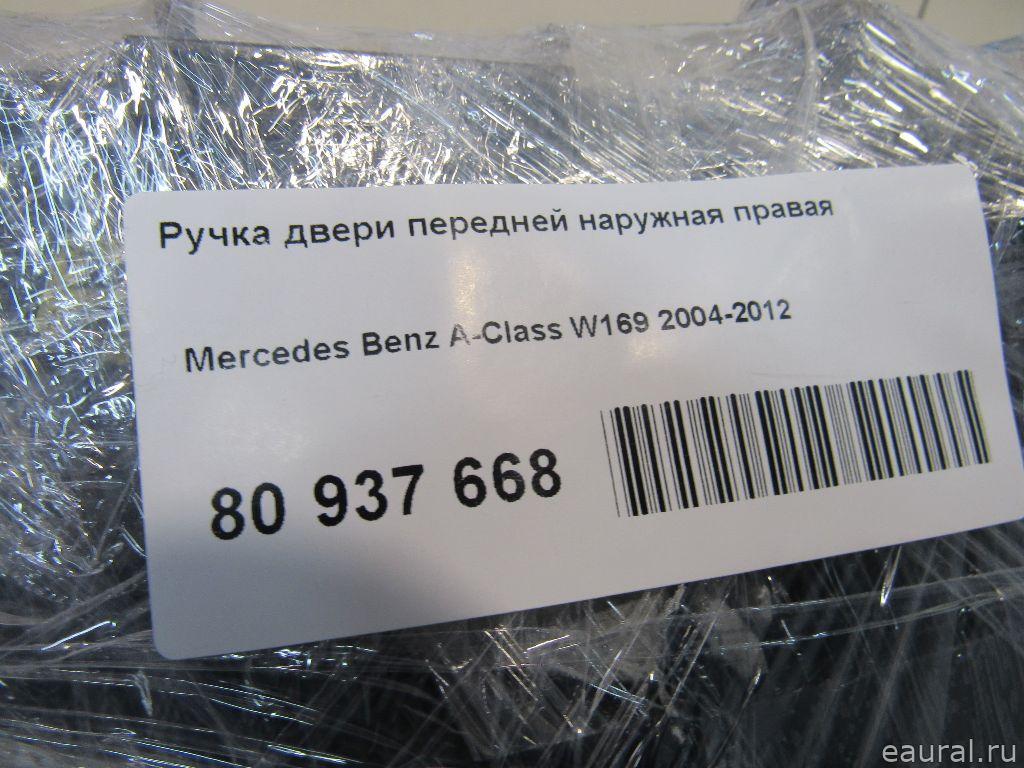 Ручка двери передней наружная правая
Mercedes Benz A-Class W169 2004-2012
80 937 668
eaural.ru